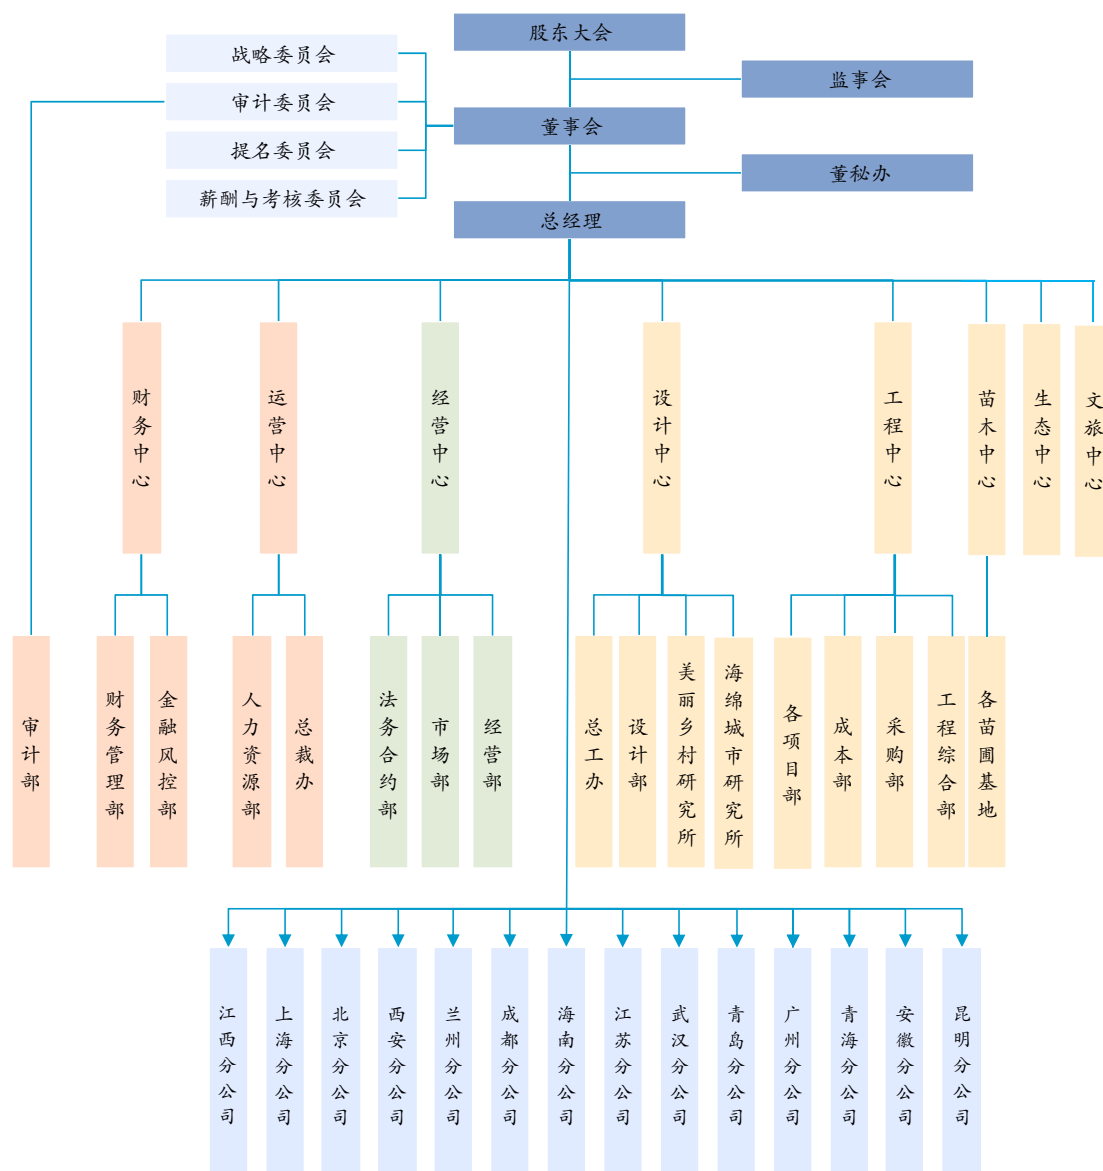 股东大会
战略委员会
监事会
审计委员会
董事会
提名委员会
董秘办
薪酬与考核委员会
总经理
财务中心
运营中心
经营中心
设计中心
工程中心
苗木中心
生态中心
文旅中心
审计部
财务管理部
金融风控部
人力资源部
总裁办
法务合约部
市场部
经营部
总工办
设计部
美丽乡村研究所
海绵城市研究所
各项目部
成本部
采购部
工程综合部
各苗圃基地
江西分公司
上海分公司
北京分公司
西安分公司
兰州分公司
成都分公司
海南分公司
江苏分公司
武汉分公司
青岛分公司
广州分公司
青海分公司
安徽分公司
昆明分公司